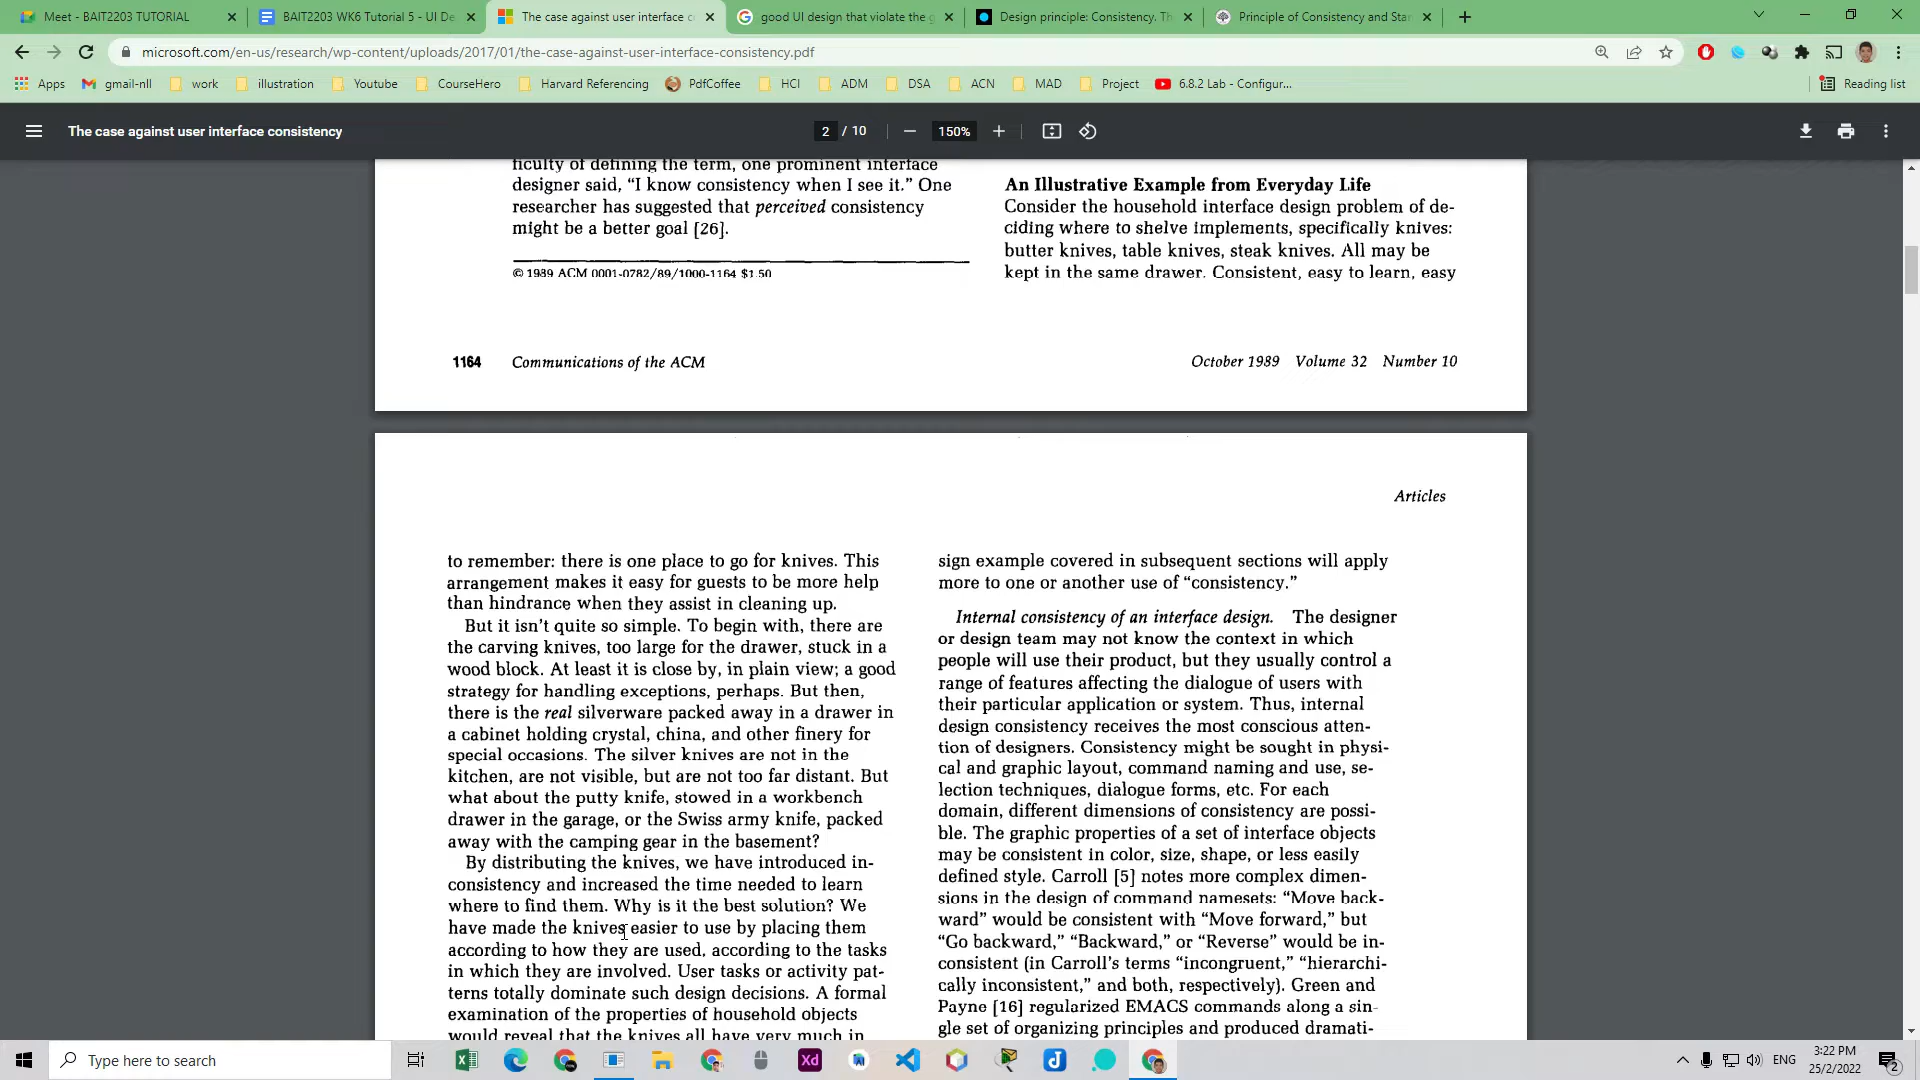 Meet - BAIT2203 TUTORIAL
BAIT2203 WK6 Tutorial 5 - UI De
The case against user interface c
good UI design that violate the g
Design principle: Consistency. Th
Principle of Consistency and Star
microsoft.com/en-us/research/wp-content/uploads/2017/01/the-case-against-user-interface-consistency.pdf
Apps
gmail-nll
work
illustration
Youtube
CourseHero
Harvard Referencing
PdfCoffee
HCI
ADM
DSA
ACN
MAD
Project
6.8.2 Lab - Configur...
Reading list
The case against user interface consistency
2 / 10
150%
ficulty of defining the term, one prominent interface
designer said, “I know consistency when I see it.” One
researcher has suggested that perceived consistency
might be a better goal [26].
© 1989 ACM 0001-0782/89/1000-1164 $1.50
An Illustrative Example from Everyday Life
Consider the household interface design problem of de-
ciding where to shelve implements, specifically knives:
butter knives, table knives, steak knives. All may be
kept in the same drawer. Consistent, easy to learn, easy
1164 Communications of the ACM
October 1989 Volume 32 Number 10
Articles
to remember: there is one place to go for knives. This
arrangement makes it easy for guests to be more help
than hindrance when they assist in cleaning up.
But it isn’t quite so simple. To begin with, there are
the carving knives, too large for the drawer, stuck in a
wood block. At least it is close by, in plain view; a good
strategy for handling exceptions, perhaps. But then,
there is the real silverware packed away in a drawer in
a cabinet holding crystal, china, and other finery for
special occasions. The silver knives are not in the
kitchen, are not visible, but are not too far distant. But
what about the putty knife, stowed in a workbench
drawer in the garage, or the Swiss army knife, packed
away with the camping gear in the basement?
By distributing the knives, we have introduced in-
consistency and increased the time needed to learn
where to find them. Why is it the best solution? We
have made the knives easier to use by placing them
according to how they are used, according to the tasks
in which they are involved. User tasks or activity pat-
terns totally dominate such design decisions. A formal
examination of the properties of household objects
would reveal that the knives all have very much in
sign example covered in subsequent sections will apply
more to one or another use of “consistency.”
Internal consistency of an interface design. The designer
or design team may not know the context in which
people will use their product, but they usually control a
range of features affecting the dialogue of users with
their particular application or system. Thus, internal
design consistency receives the most conscious atten-
tion of designers. Consistency might be sought in physi-
cal and graphic layout, command naming and use, se-
lection techniques, dialogue forms, etc. For each
domain, different dimensions of consistency are possi-
ble. The graphic properties of a set of interface objects
may be consistent in color, size, shape, or less easily
defined style. Carroll [5] notes more complex dimen-
sions in the design of command namesets: “Move back-
ward” would be consistent with “Move forward,” but
“Go backward,” “Backward,” or “Reverse” would be in-
consistent (in Carroll’s terms “incongruent,” “hierarchi-
cally inconsistent,” and both, respectively). Green and
Payne [16] regularized EMACS commands along a sin-
gle set of organizing principles and produced dramati-
Type here to search
Xd
ENG
3:22 PM
25/2/2022
2